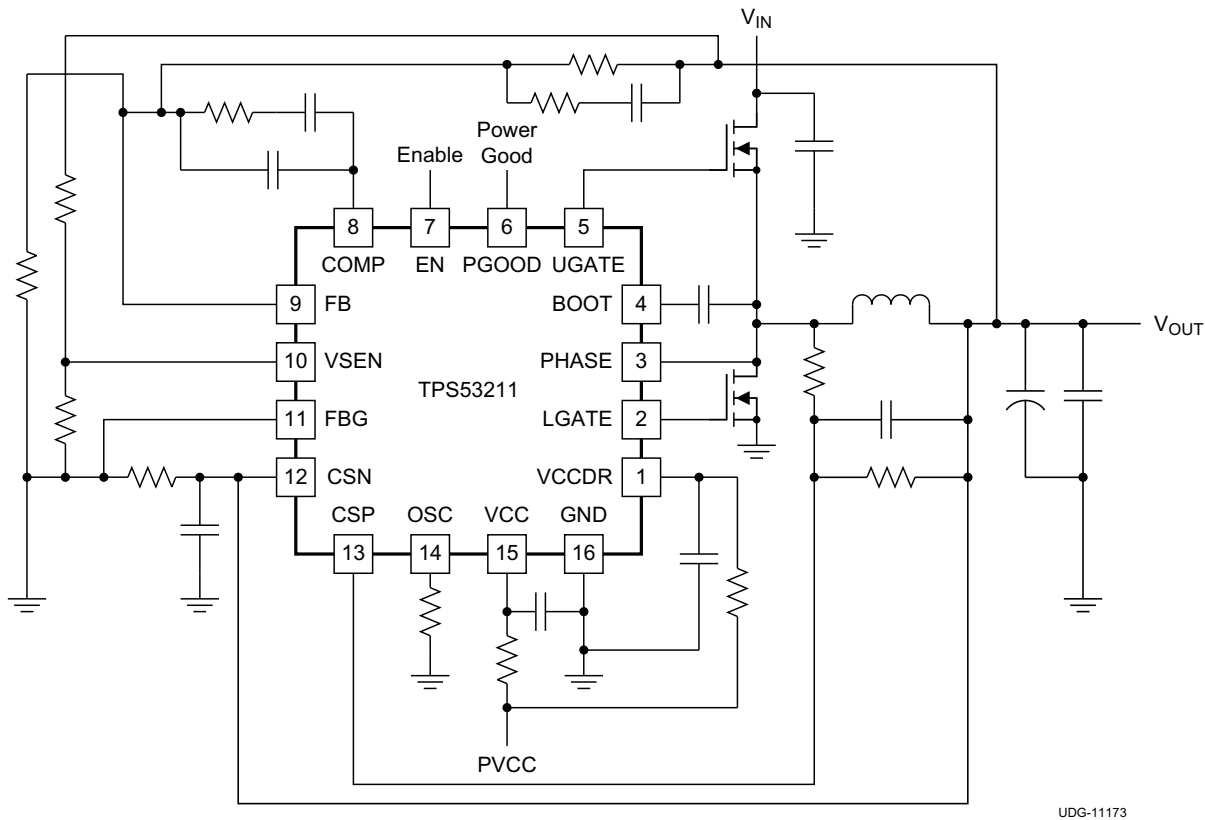 V_IN
Power
Good
Enable
8
7
6
5
COMP
EN
PGOOD
UGATE
9
FB
BOOT
4
10
VSEN
PHASE
3
TPS53211
11
FBG
LGATE
2
12
CSN
VCCDR
1
CSP
OSC
VCC
GND
13
14
15
16
V_OUT
PVCC
UDG-11173